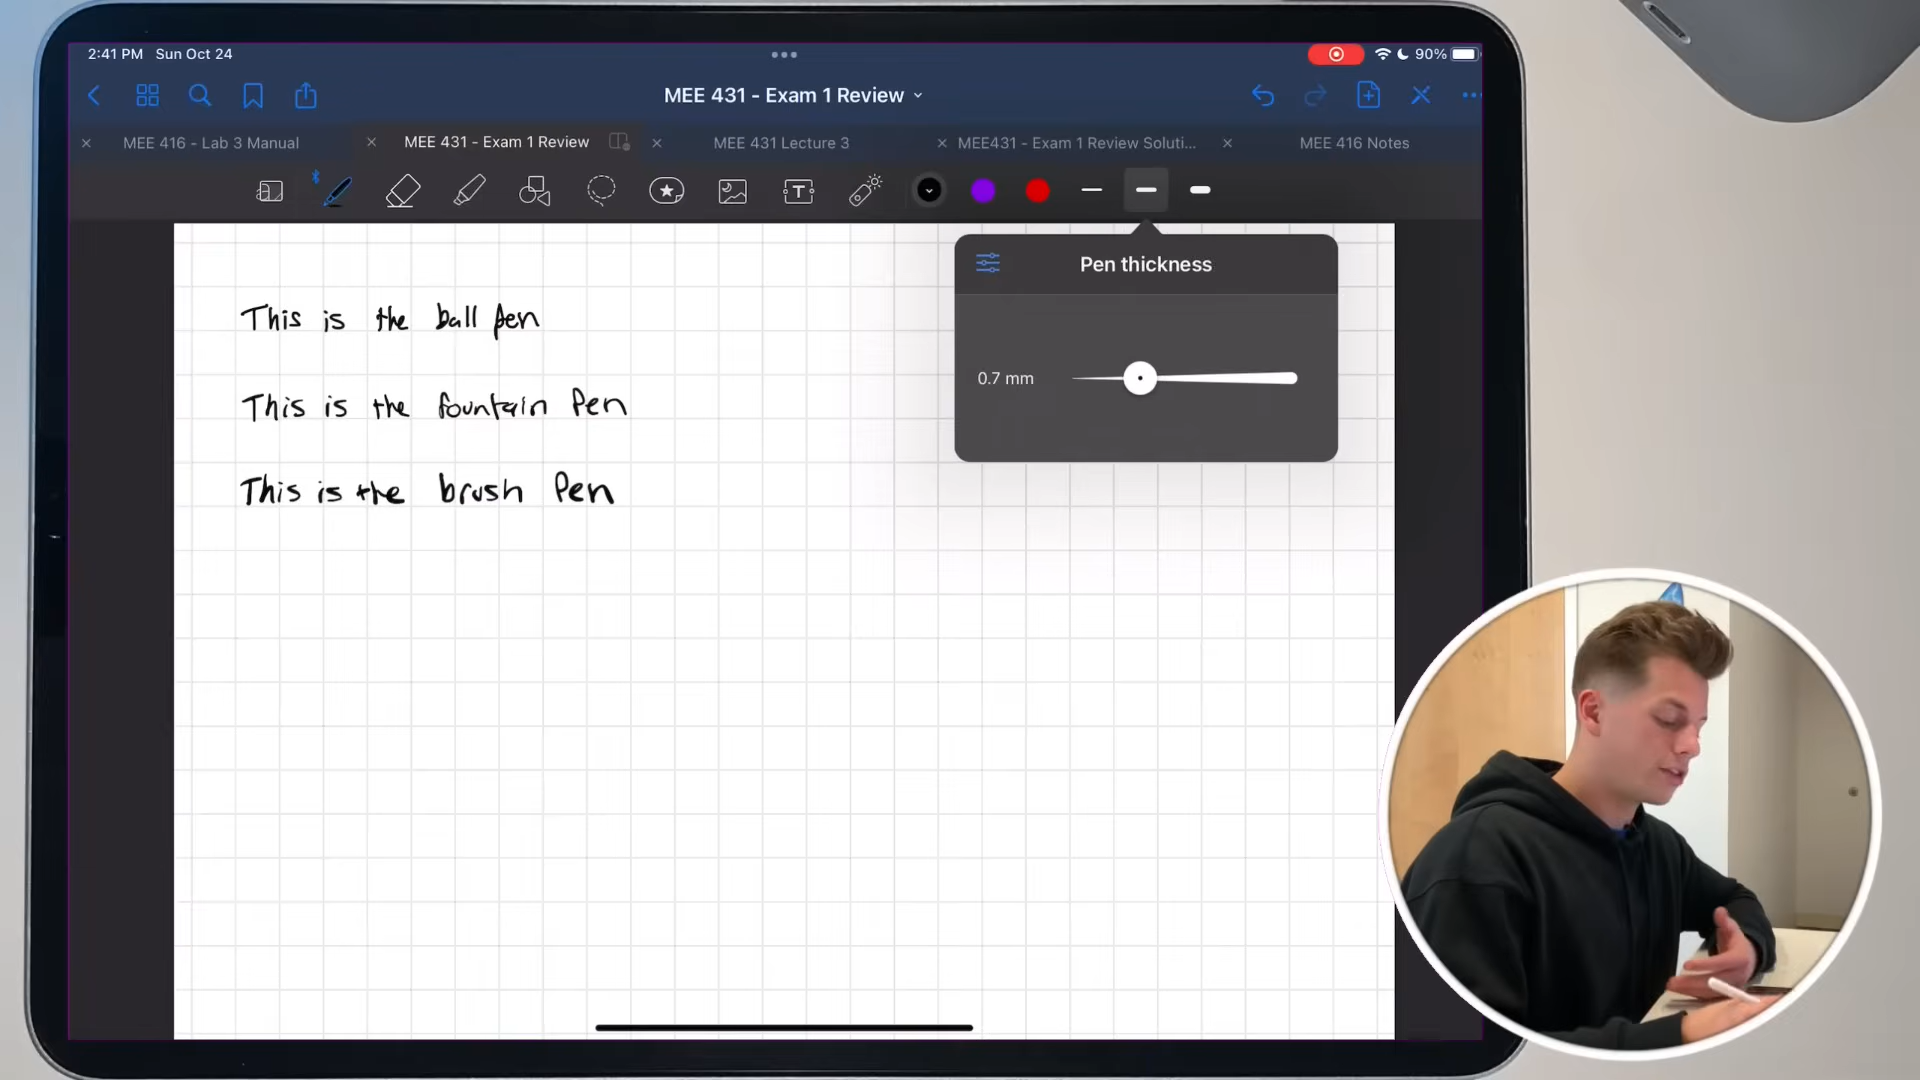 2:41 PM Sun Oct 24
90%
MEE 431 - Exam 1 Review
MEE 416 - Lab 3 Manual
MEE 431 - Exam 1 Review
MEE 431 Lecture 3
MEE431 - Exam 1 Review Soluti...
MEE 416 Notes
Pen thickness
0.7 mm
This is the ball pen
This is the fountain Pen
This is the brush Pen